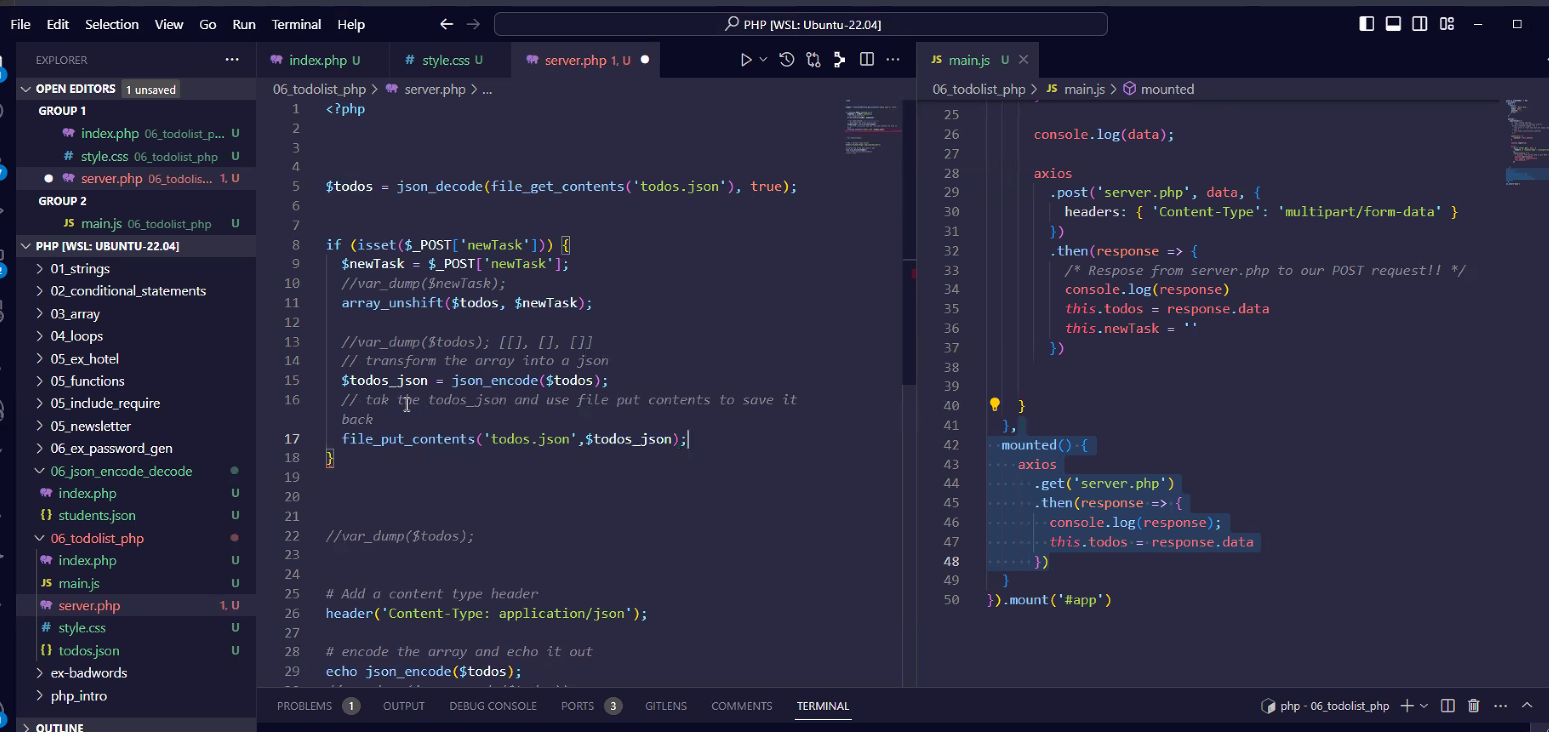 File Edit Selection View Go Run Terminal Help
PHP [WSL: Ubuntu-22.04]
EXPLORER
OPEN EDITORS 1 unsaved
GROUP 1
index.php 06_todolist_p... U
style.css 06_todolist_php U
server.php 06_todolis... 1, U
GROUP 2
main.js 06_todolist_php U
PHP [WSL: UBUNTU-22.04]
01_strings
02_conditional_statements
03_array
04_loops
05_ex_hotel
05_functions
05_include_require
05_newsletter
06_ex_password_gen
06_json_encode_decode
index.php U
students.json U
06_todolist_php
index.php U
main.js U
server.php 1, U
style.css U
todos.json U
ex-badwords
php_intro
OUTLINE
index.php U
style.css U
server.php 1, U
06_todolist_php > server.php > ...
1 <?php
2
3
4
5 $todos = json_decode(file_get_contents('todos.json'), true);
6
7
8 if (isset($_POST['newTask'])) {
9 $newTask = $_POST['newTask'];
10 //var_dump($newTask);
11 array_unshift($todos, $newTask);
12
13 //var_dump($todos); [[], [], []]
14 // transform the array into a json
15 $todos_json = json_encode($todos);
16 // tak the todos_json and use file put contents to save it
back
17 file_put_contents('todos.json',$todos_json);
18 }
19
20
21
22 //var_dump($todos);
23
24
25 # Add a content type header
26 header('Content-Type: application/json');
27
28 # encode the array and echo it out
29 echo json_encode($todos);
main.js U
06_todolist_php > JS main.js > mounted
25
26 console.log(data);
27
28 axios
29 .post('server.php', data, {
30 headers: { 'Content-Type': 'multipart/form-data' }
31 })
32 .then(response => {
33 /* Respose from server.php to our POST request!! */
34 console.log(response)
35 this.todos = response.data
36 this.newTask = ''
37 })
38
39
40 }
41 },
42 mounted() {
43 axios
44 .get('server.php')
45 .then(response => {
46 console.log(response);
47 this.todos = response.data
48 })
49 }
50 }).mount('#app')
PROBLEMS 1 OUTPUT DEBUG CONSOLE PORTS 3 GITLENS COMMENTS TERMINAL
php - 06_todolist_php